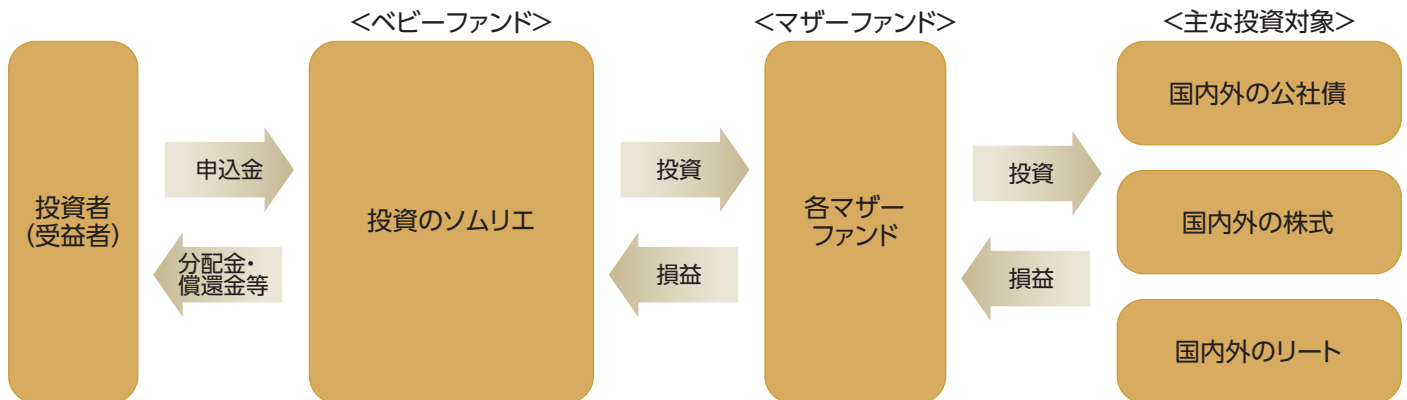 <ベビーファンド>
<マザーファンド>
<主な投資対象>
投資者
(受益者)
申込金
分配金・
償還金等
投資のソムリエ
投資
損益
各マザー
ファンド
投資
損益
国内外の公社債
国内外の株式
国内外のリート